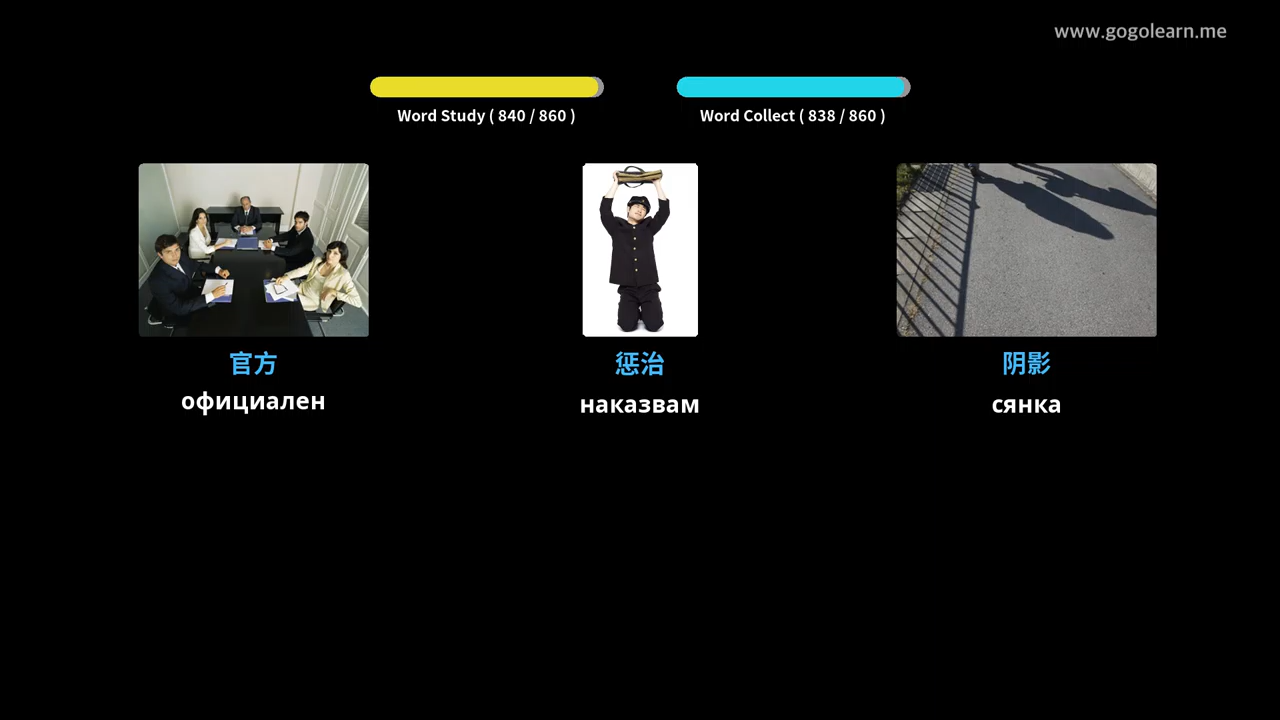 www.gogolearn.me
Word Study ( 840 / 860 )
Word Collect ( 838 / 860 )
官方
惩治
阴影
официален
наказвам
сянка